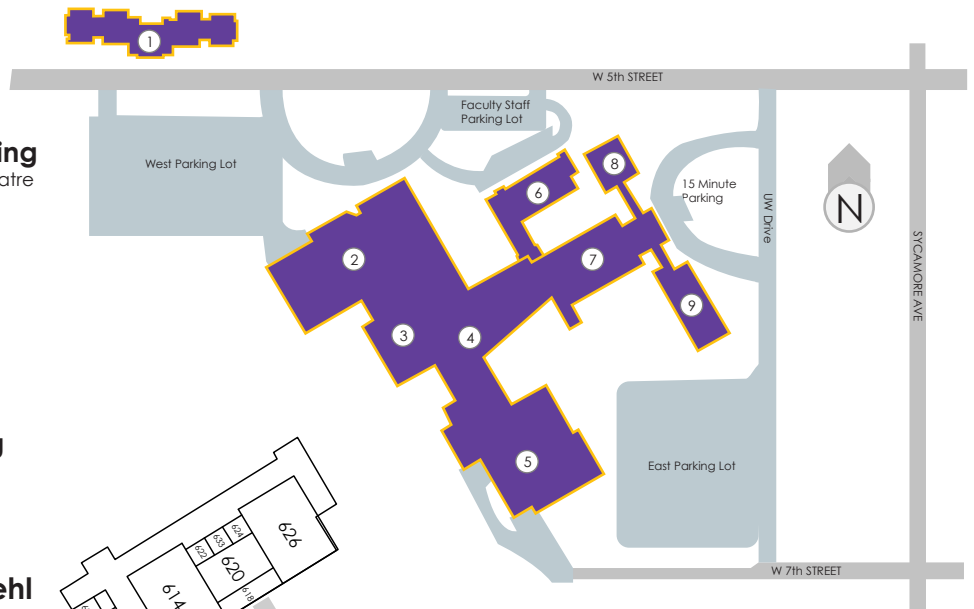 1
W 5th STREET
Faculty Staff
Parking Lot
ing
atre
West Parking Lot
8
6
15 Minute
Parking
UW Drive
N
2
7
SYCAMORE AVE
9
3
4
g
5
East Parking Lot
626
624
633
622
620
618
614
W 7th STREET
ehl